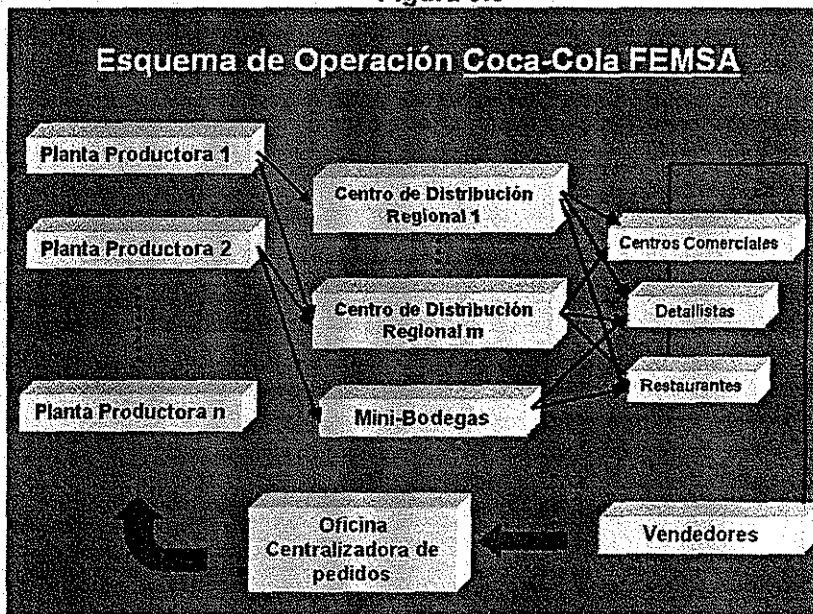 Esquema de Operación Coca-Cola FEMSA
Planta Productora 1
Planta Productora 2
Planta Productora n
Centro de Distribución
Regional 1
Centro de Distribución
Regional m
Mini-Bodegas
Centros Comerciales
Detallistas
Restaurantes
Vendedores
Oficina
Centralizadora de
pedidos